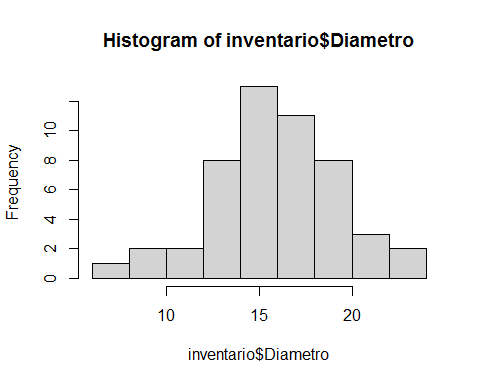 Histogram of inventario$Diametro
Frequency
0 2 4 6 8 10
10 15 20
inventario$Diametro